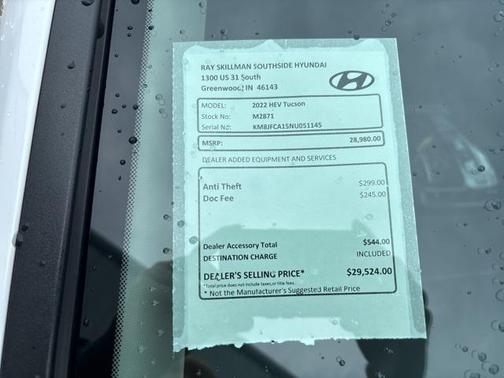 RAY SKILLMAN SOUTHSIDE HYUNDAI
1300 US 31 South
Greenwood, IN 46143
MODEL: 2022 HEV Tucson
Stock No: M2871
Serial No: KM8JFCA15NU051145
MSRP: 28,980.00
DEALER ADDED EQUIPMENT AND SERVICES
Anti Theft $299.00
Doc Fee $245.00
Dealer Accessory Total $544.00
DESTINATION CHARGE INCLUDED
DEALER'S SELLING PRICE* $29,524.00
*Total price does not include taxes or title fees.
* Not the Manufacturer's Suggested Retail Price